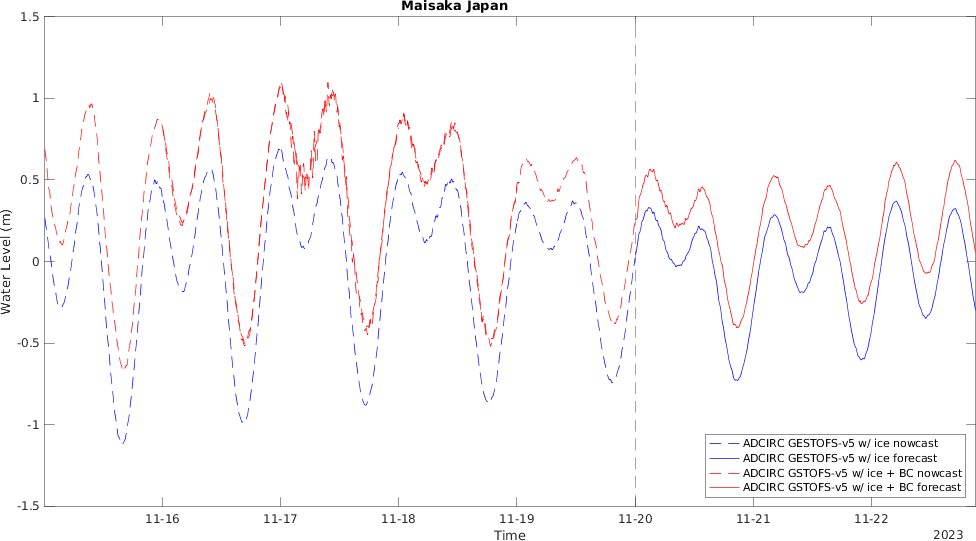 Maisaka Japan
1.5
1
0.5
0
-0.5
-1
-1.5
Water Level (m)
11-16 11-17 11-18 11-19 11-20 11-21 11-22
Time
2023
ADCIRC GESTOFS-v5 w/ ice nowcast
ADCIRC GESTOFS-v5 w/ ice forecast
ADCIRC GSTOFS-v5 w/ ice + BC nowcast
ADCIRC GSTOFS-v5 w/ ice + BC forecast